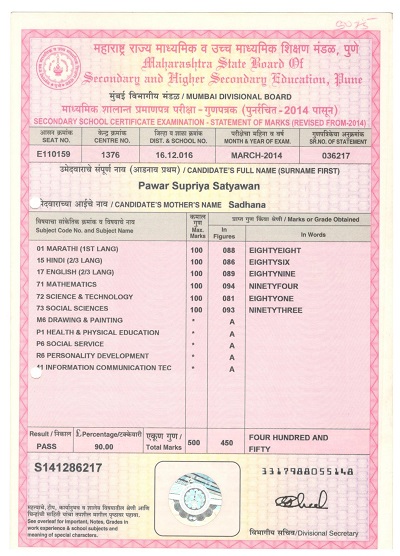 महाराष्ट्र राज्य माध्यमिक व उच्च माध्यमिक शिक्षण मंडळ, पुणे
Maharashtra State Board Of
Secondary and Higher Secondary Education, Pune
मुंबई विभागीय मंडळ / MUMBAI DIVISIONAL BOARD
माध्यमिक शालान्त प्रमाणपत्र परीक्षा - गुणपत्रक (पुनर्रचित - 2014 पासून)
SECONDARY SCHOOL CERTIFICATE EXAMINATION - STATEMENT OF MARKS (REVISED FROM-2014)
आसन क्रमांक केन्द्र क्रमांक जिल्हा व शाळा क्रमांक परीक्षेचा महिना व वर्ष गुणपत्रिकेचा अनुक्रमांक
SEAT NO. CENTRE NO. DIST. & SCHOOL NO. MONTH & YEAR OF EXAM. SR.NO. OF STATEMENT
E110159 1376 16.12.016 MARCH-2014 036217
उमेदवाराचे संपूर्ण नाव (आडनाव प्रथम) / CANDIDATE'S FULL NAME (SURNAME FIRST)
Pawar Supriya Satyawan
मेदवाराच्या आईचे नाव / CANDIDATE'S MOTHER'S NAME Sadhana
विषयाचा सांकेतिक क्रमांक व विषयाचे नाव कमाल गुण प्राप्त गुण किंवा श्रेणी / Marks or Grade Obtained
Subject Code No. and Subject Name Max. Marks In Figures In Words
01 MARATHI (1ST LANG) 100 088 EIGHTYEIGHT
15 HINDI (2/3 LANG) 100 086 EIGHTYSIX
17 ENGLISH (2/3 LANG) 100 089 EIGHTYNINE
71 MATHEMATICS 100 094 NINETYFOUR
72 SCIENCE & TECHNOLOGY 100 081 EIGHTYONE
73 SOCIAL SCIENCES 100 093 NINETYTHREE
M6 DRAWING & PAINTING * A
P1 HEALTH & PHYSICAL EDUCATION * A
P6 SOCIAL SERVICE * A
R6 PERSONALITY DEVELOPMENT * A
41 INFORMATION COMMUNICATION TEC * A
Result / निकाल £ Percentage/टक्केवारी एकूण गुण / Total Marks 500 450 FOUR HUNDRED AND
PASS 90.00 FIFTY
S141286217
3317988055148
See overleaf for important, Notes, Grades in
work experience & school subjects and
meaning of special characters.
विभागीय सचिव/Divisional Secretary